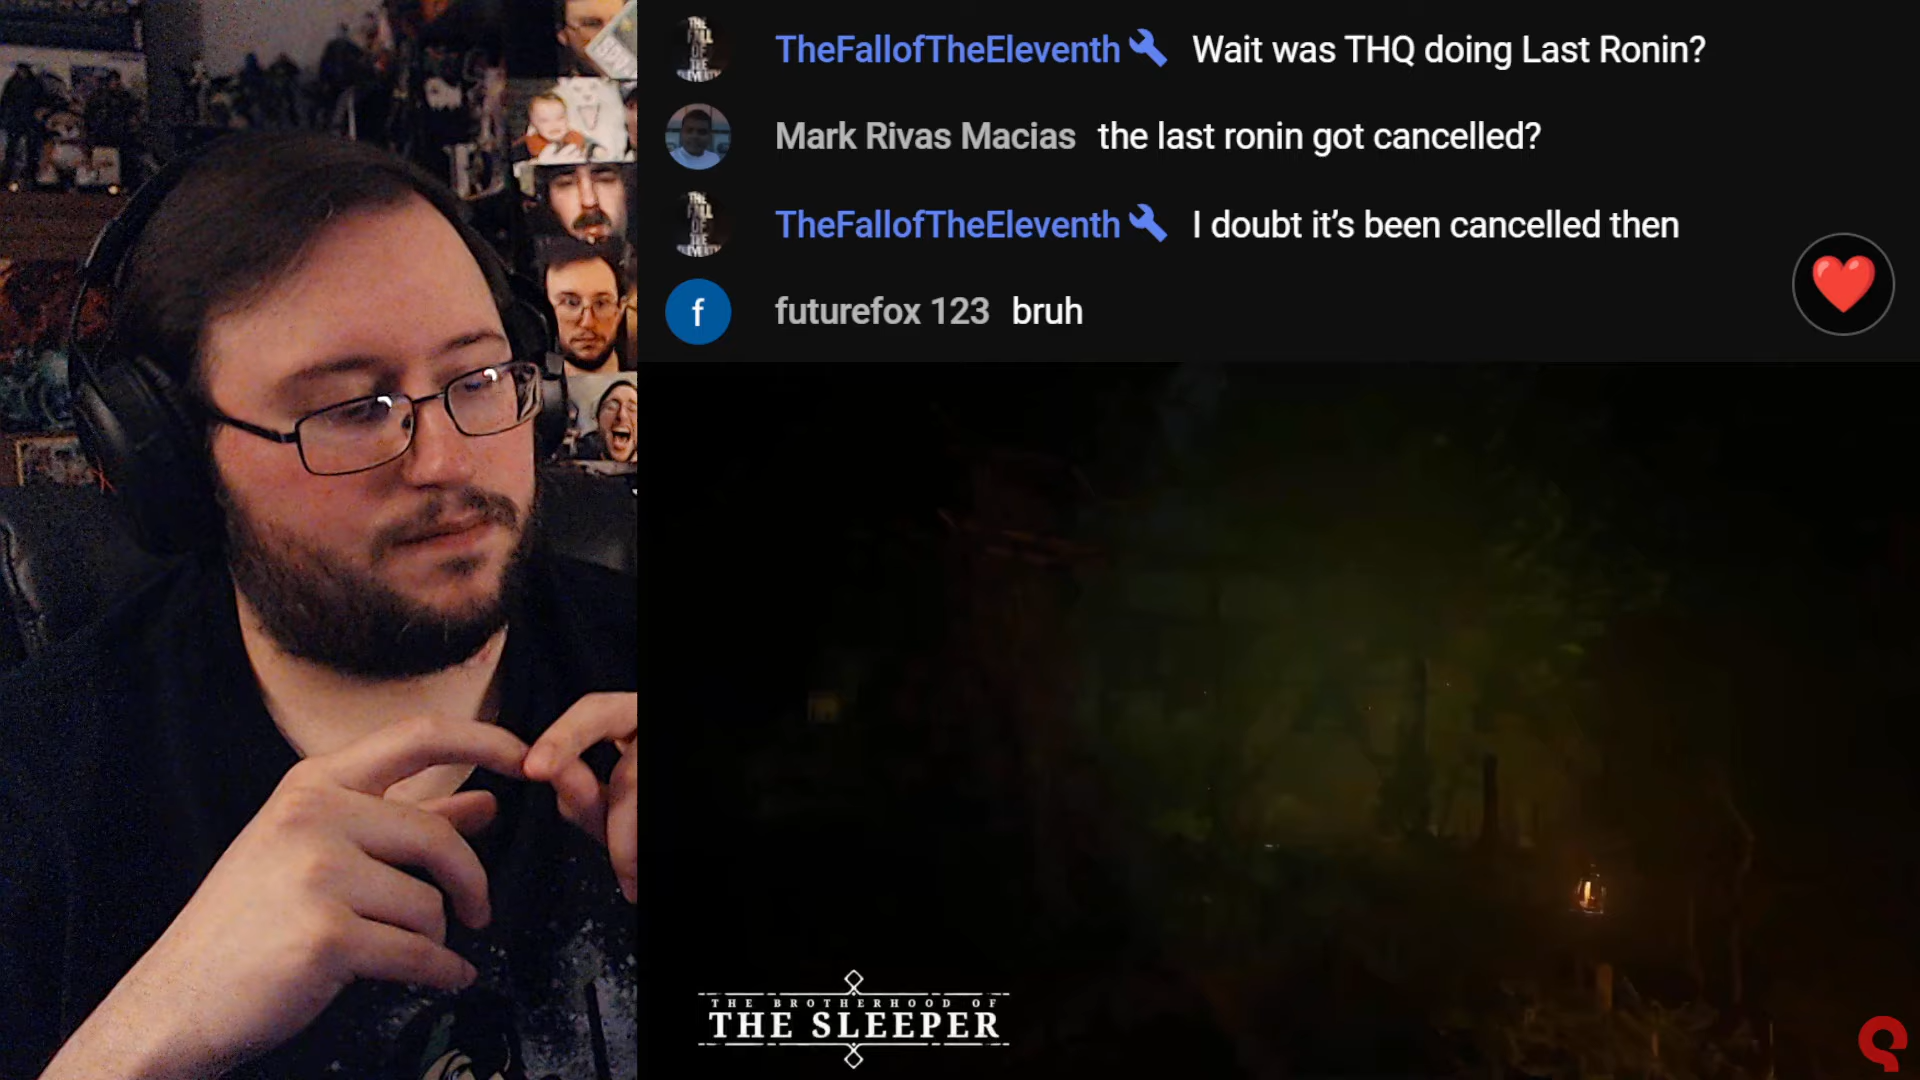 TheFallofTheEleventh Wait was THQ doing Last Ronin?
Mark Rivas Macias the last ronin got cancelled?
TheFallofTheEleventh I doubt it’s been cancelled then
f futurefox 123 bruh
THE BROTHERHOOD OF
THE SLEEPER